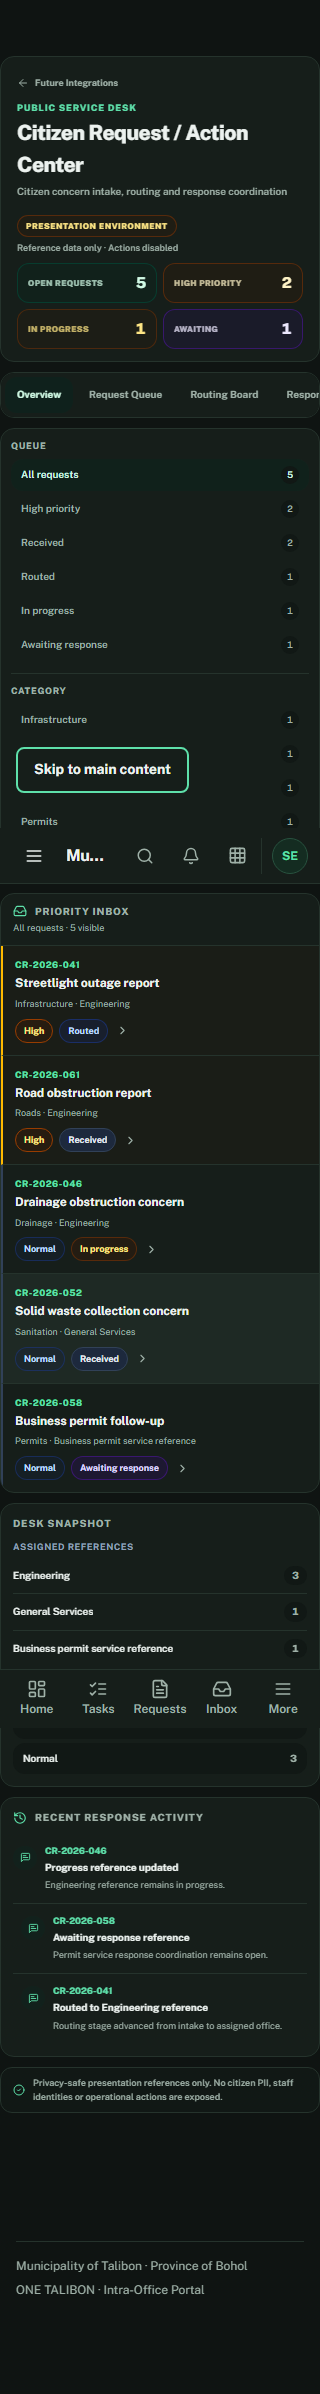 Future Integrations
PUBLIC SERVICE DESK
Citizen Request / Action
Center
Citizen concern intake, routing and response coordination
PRESENTATION ENVIRONMENT
Reference data only · Actions disabled
OPEN REQUESTS 5
HIGH PRIORITY 2
IN PROGRESS 1
AWAITING 1
Overview Request Queue Routing Board Respon
QUEUE
All requests 5
High priority 2
Received 2
Routed 1
In progress 1
Awaiting response 1
CATEGORY
Infrastructure 1
1
Skip to main content
1
Permits 1
Mu... SE
PRIORITY INBOX
All requests · 5 visible
CR-2026-041
Streetlight outage report
Infrastructure · Engineering
High Routed
CR-2026-061
Road obstruction report
Roads · Engineering
High Received
CR-2026-046
Drainage obstruction concern
Drainage · Engineering
Normal In progress
CR-2026-052
Solid waste collection concern
Sanitation · General Services
Normal Received
CR-2026-058
Business permit follow-up
Permits · Business permit service reference
Normal Awaiting response
DESK SNAPSHOT
ASSIGNED REFERENCES
Engineering 3
General Services 1
Business permit service reference 1
Home Tasks Requests Inbox More
Normal 3
RECENT RESPONSE ACTIVITY
CR-2026-046
Progress reference updated
Engineering reference remains in progress.
CR-2026-058
Awaiting response reference
Permit service response coordination remains open.
CR-2026-041
Routed to Engineering reference
Routing stage advanced from intake to assigned office.
Privacy-safe presentation references only. No citizen PII, staff
identities or operational actions are exposed.
Municipality of Talibon · Province of Bohol
ONE TALIBON · Intra-Office Portal